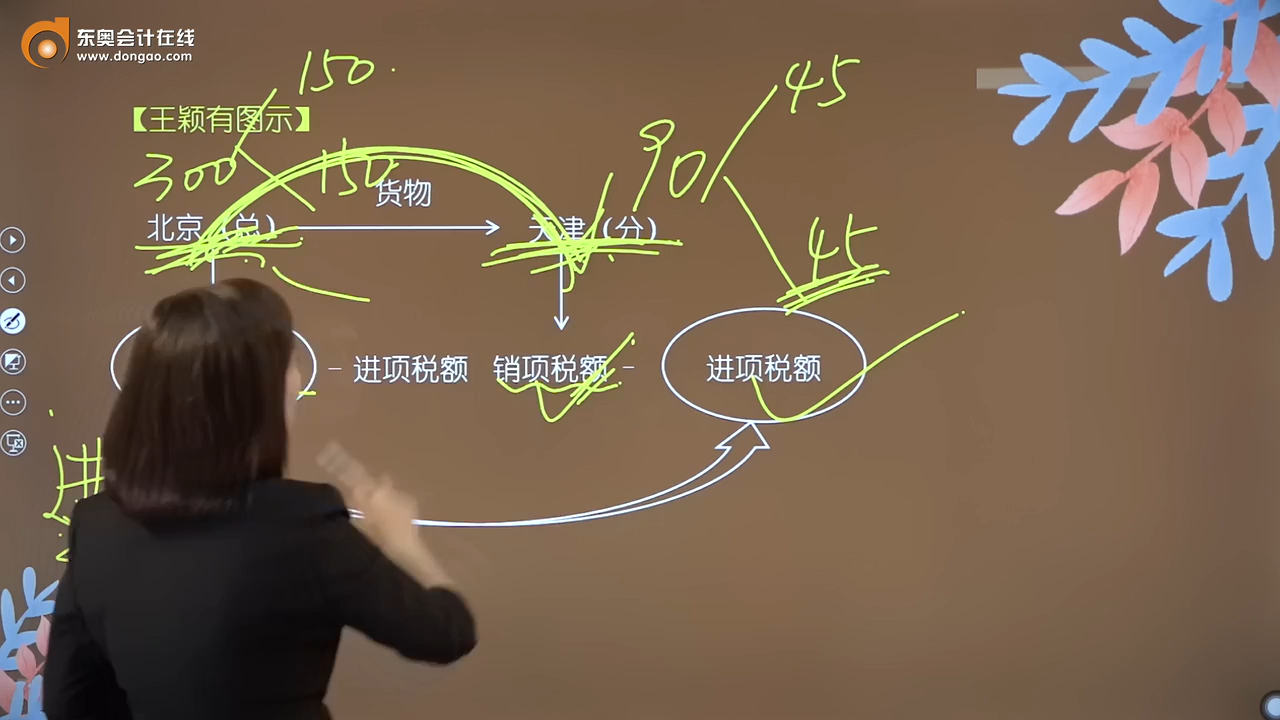 东奥会计在线
www.dongao.com
【王颖有图示】
150
45
300
150
90
货物
北京（总）
天津（分）
45
- 进项税额
销项税额 -
进项税额
进